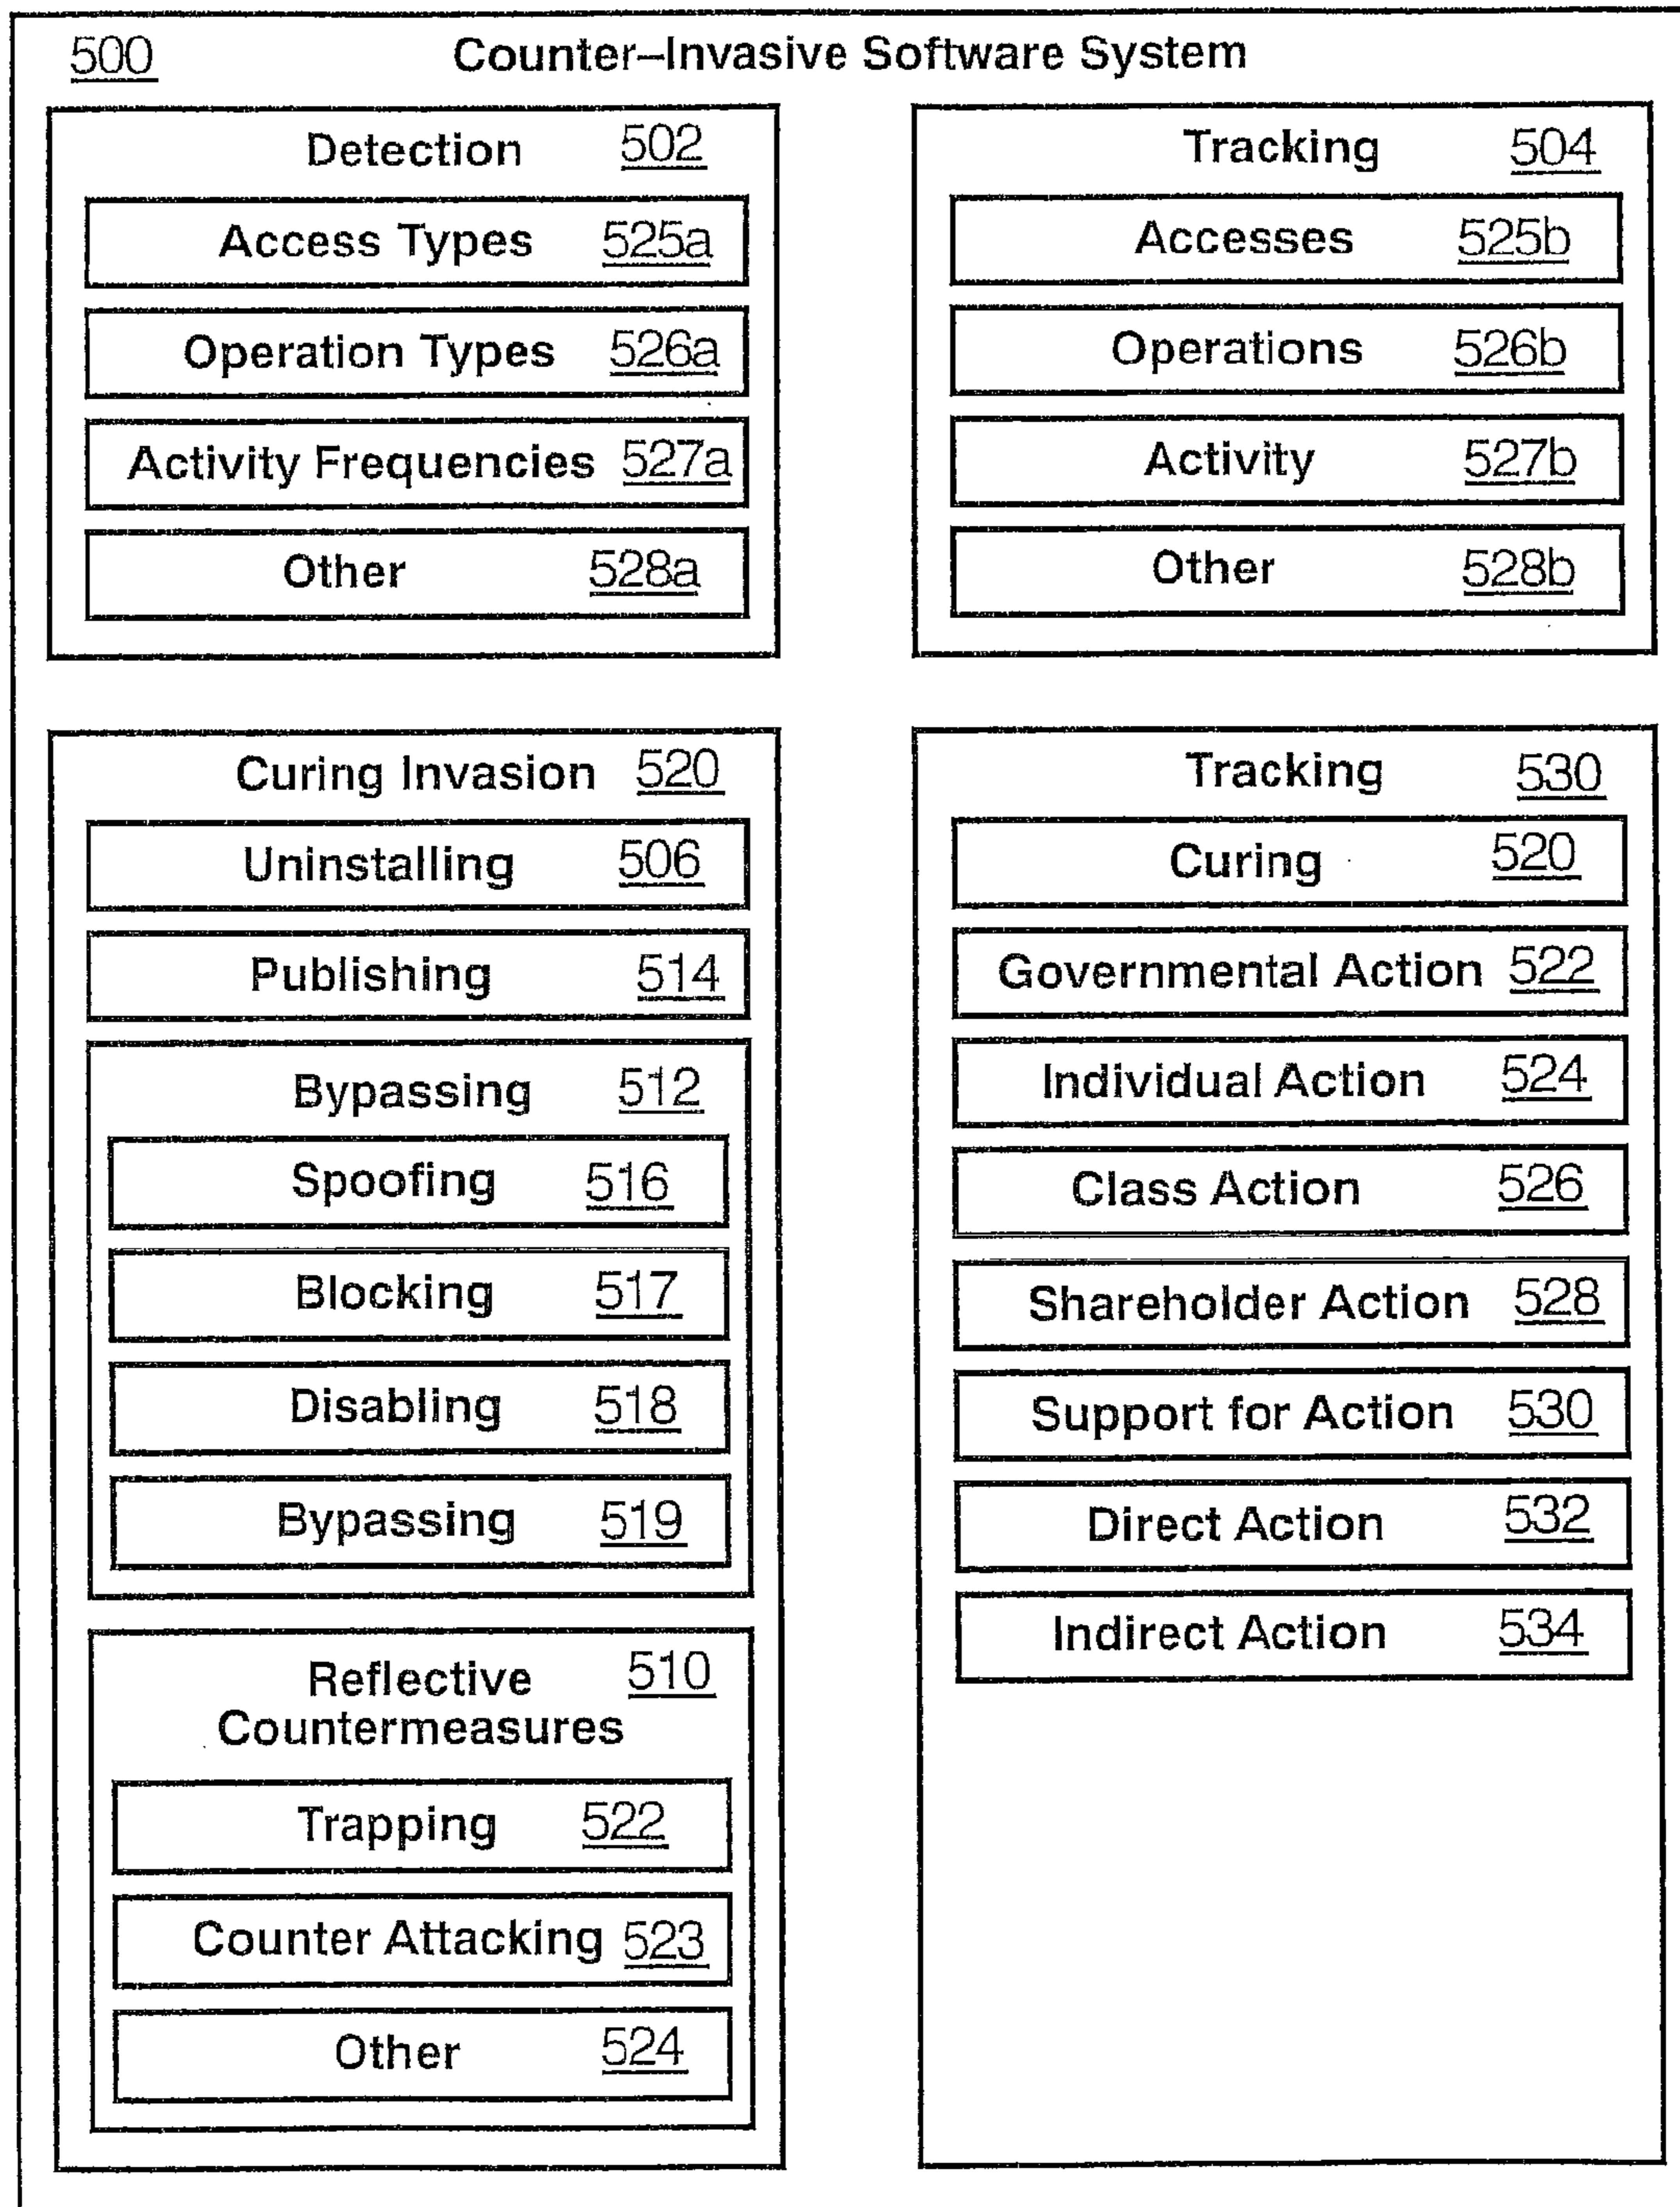 500 Counter–Invasive Software System
Detection 502
Access Types 525a
Operation Types 526a
Activity Frequencies 527a
Other 528a
Tracking 504
Accesses 525b
Operations 526b
Activity 527b
Other 528b
Curing Invasion 520
Uninstalling 506
Publishing 514
Bypassing 512
Spoofing 516
Blocking 517
Disabling 518
Bypassing 519
Reflective 510
Countermeasures
Trapping 522
Counter Attacking 523
Other 524
Tracking 530
Curing 520
Governmental Action 522
Individual Action 524
Class Action 526
Shareholder Action 528
Support for Action 530
Direct Action 532
Indirect Action 534